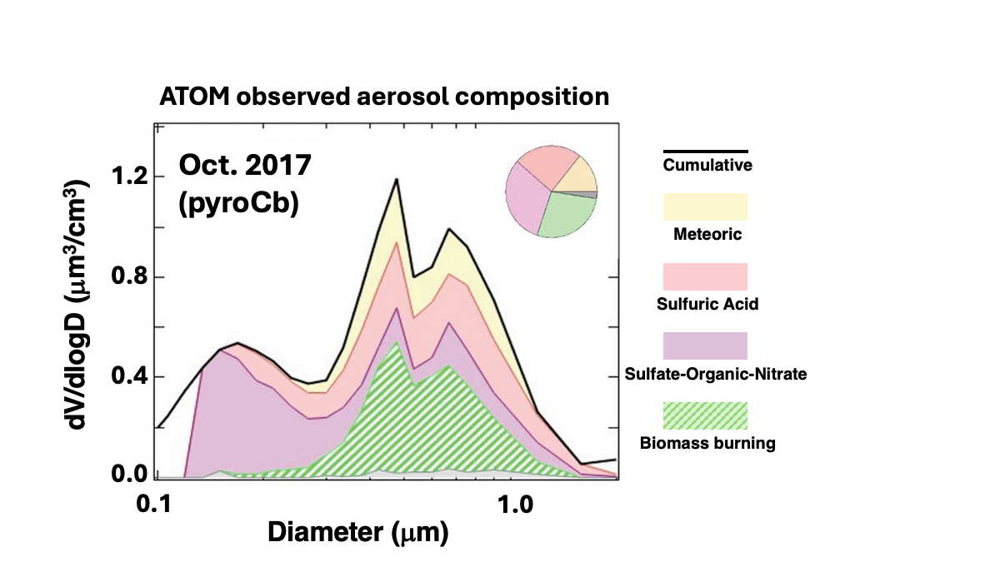 ATOM observed aerosol composition
Oct. 2017
(pyroCb)
1.2
0.8
0.4
0.0
dV/dlogD (μm³/cm³)
0.1
1.0
Diameter (μm)
Cumulative
Meteoric
Sulfuric Acid
Sulfate-Organic-Nitrate
Biomass burning